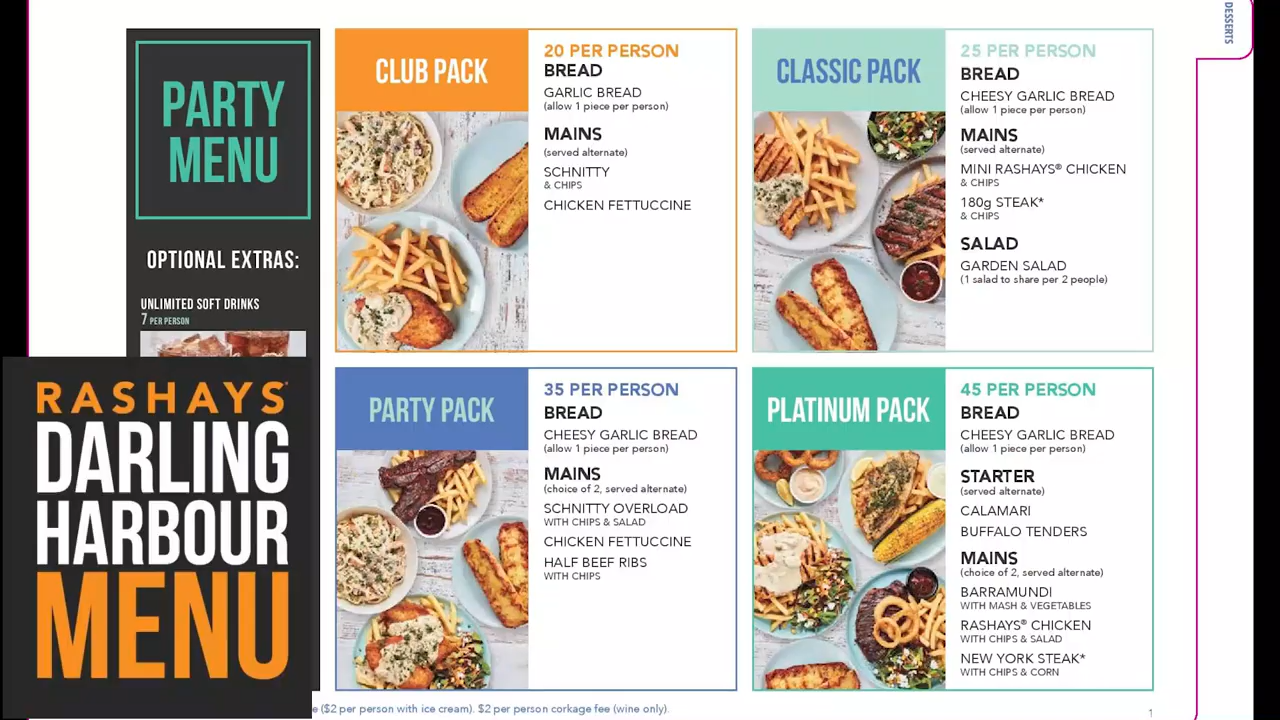 DESSERTS
PARTY
MENU
OPTIONAL EXTRAS:
UNLIMITED SOFT DRINKS
7 PER PERSON
CLUB PACK
20 PER PERSON
BREAD
GARLIC BREAD
(allow 1 piece per person)
MAINS
(served alternate)
SCHNITTY
& CHIPS
CHICKEN FETTUCCINE
CLASSIC PACK
25 PER PERSON
BREAD
CHEESY GARLIC BREAD
(allow 1 piece per person)
MAINS
(served alternate)
MINI RASHAYS® CHICKEN
& CHIPS
180g STEAK*
& CHIPS
SALAD
GARDEN SALAD
(1 salad to share per 2 people)
PARTY PACK
35 PER PERSON
BREAD
CHEESY GARLIC BREAD
(allow 1 piece per person)
MAINS
(choice of 2, served alternate)
SCHNITTY OVERLOAD
WITH CHIPS & SALAD
CHICKEN FETTUCCINE
HALF BEEF RIBS
WITH CHIPS
PLATINUM PACK
45 PER PERSON
BREAD
CHEESY GARLIC BREAD
(allow 1 piece per person)
STARTER
(served alternate)
CALAMARI
BUFFALO TENDERS
MAINS
(choice of 2, served alternate)
BARRAMUNDI
WITH MASH & VEGETABLES
RASHAYS® CHICKEN
WITH CHIPS & SALAD
NEW YORK STEAK*
WITH CHIPS & CORN
RASHAYS
DARLING
HARBOUR
MENU
($2 per person with ice cream). $2 per person corkage fee (wine only).
1